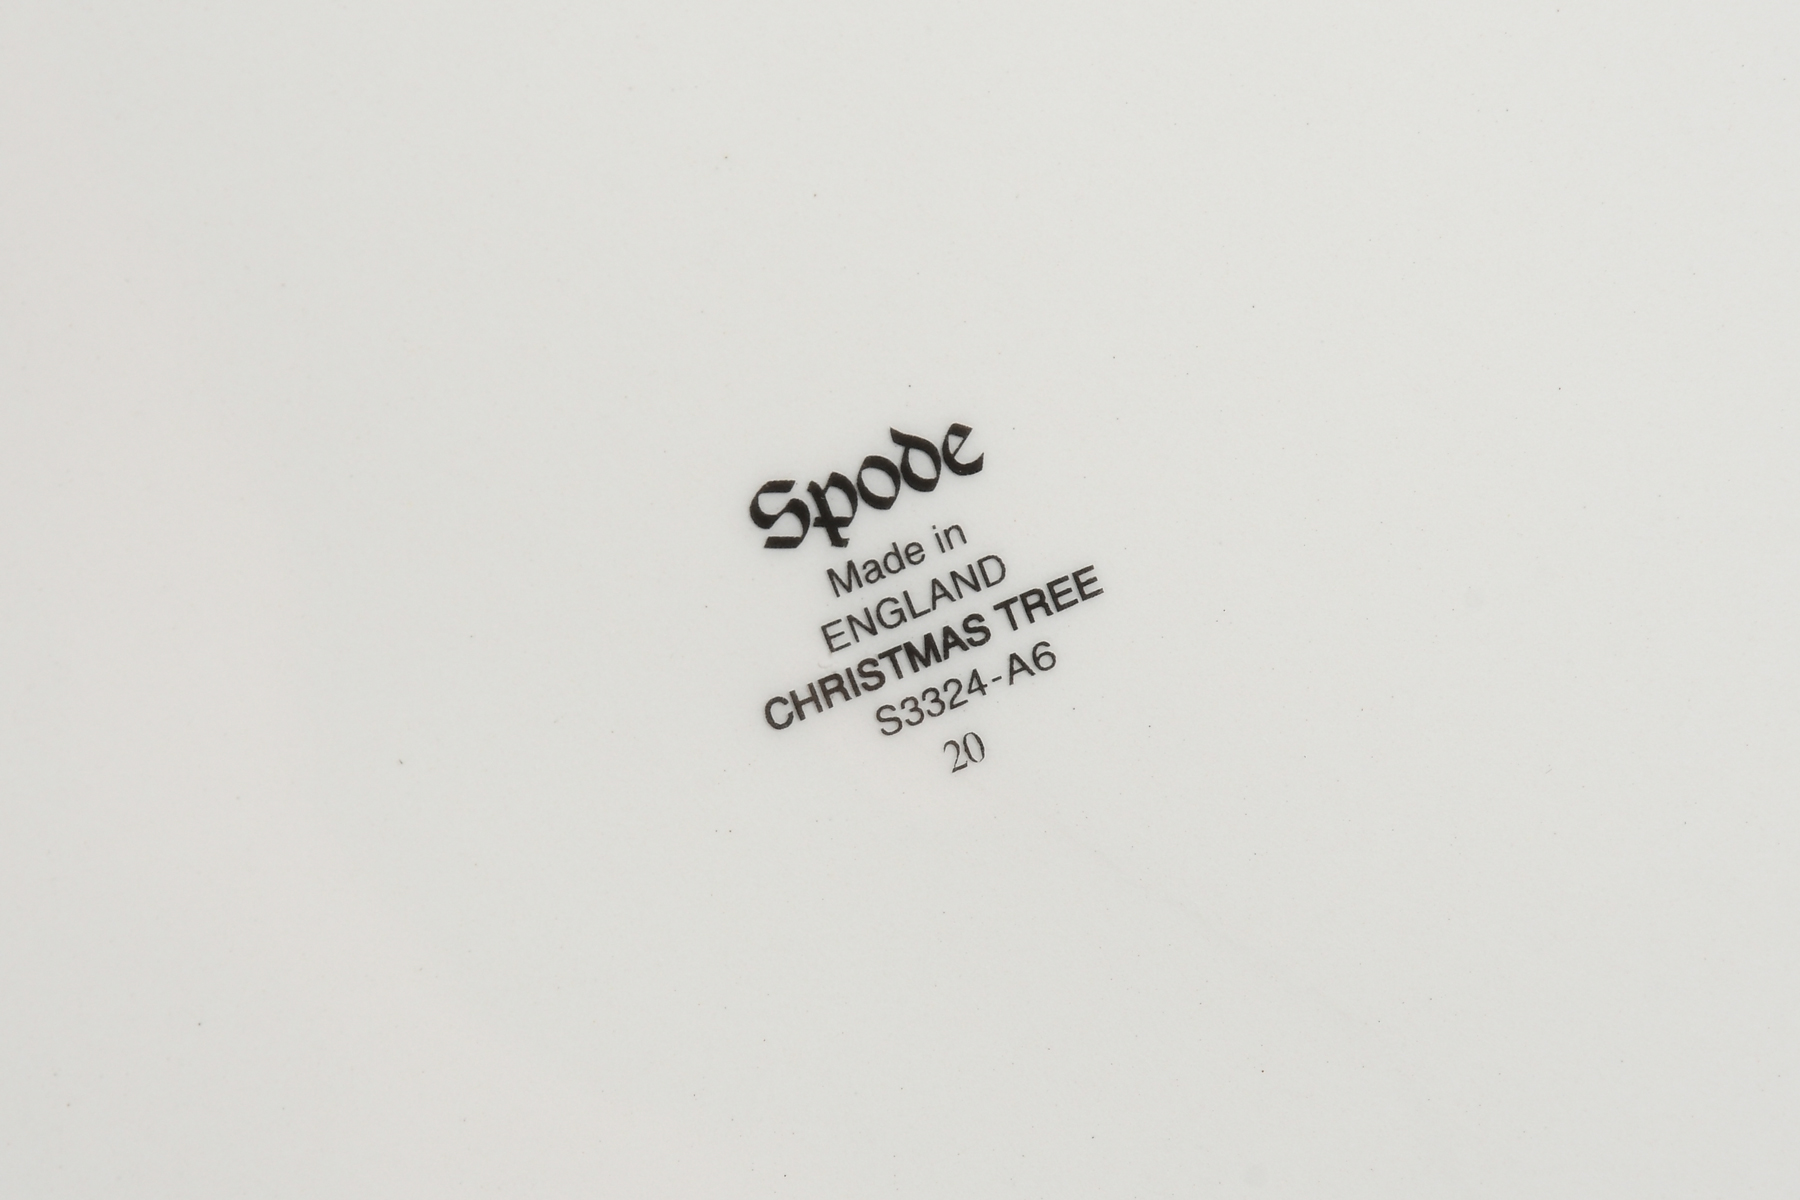 Spode
Made in
ENGLAND
CHRISTMAS TREE
S3324-A6
20